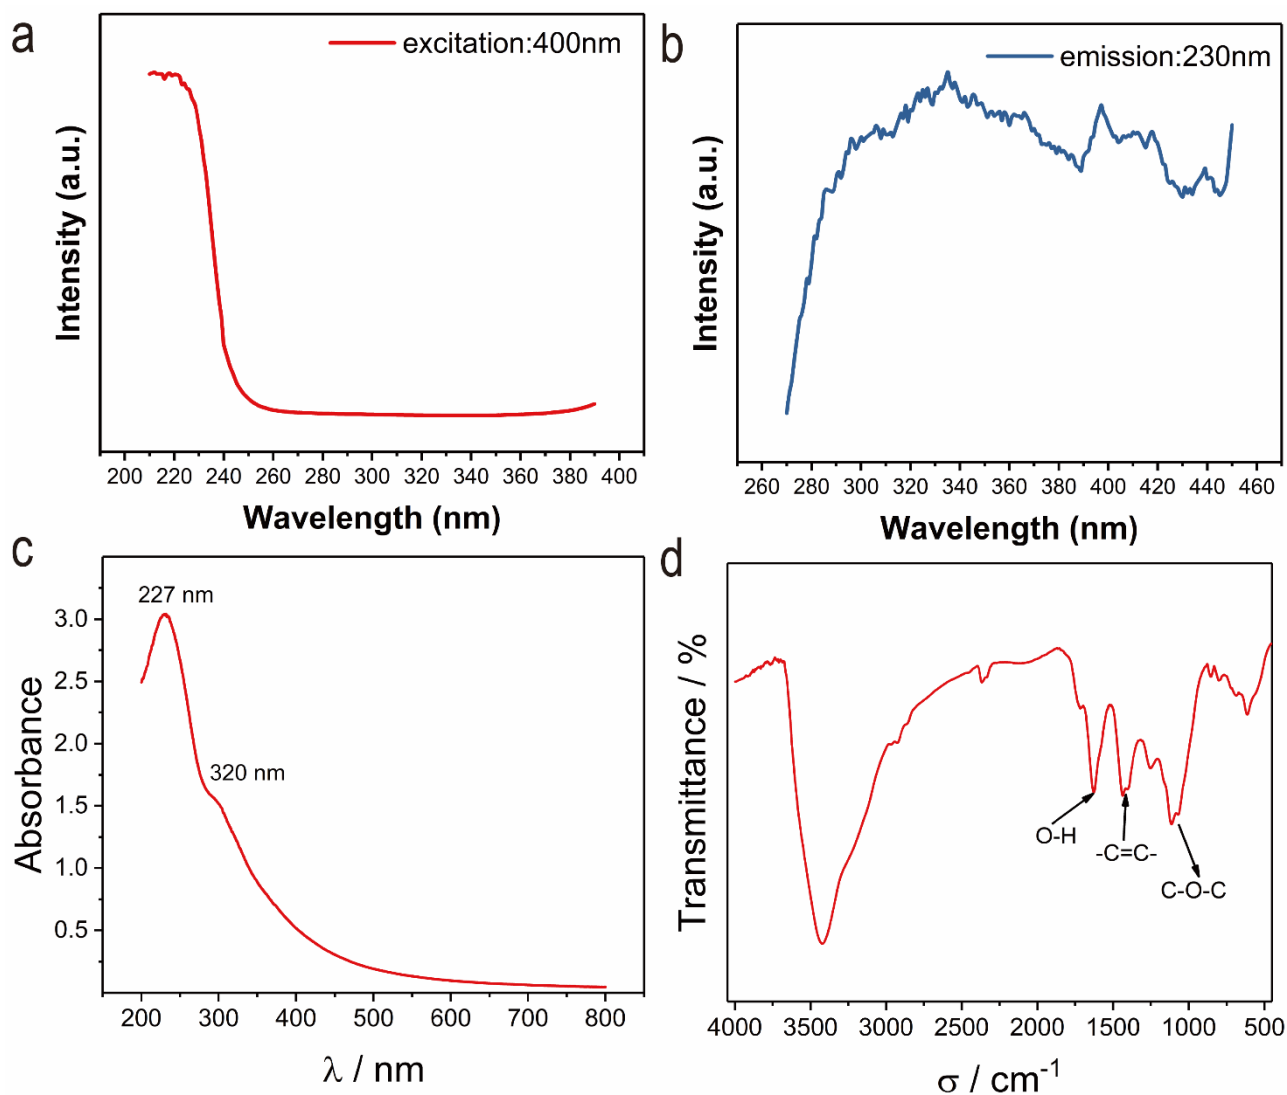 a
excitation:400nm
Intensity (a.u.)
200 220 240 260 280 300 320 340 360 380 400
Wavelength (nm)
b
emission:230nm
Intensity (a.u.)
260 280 300 320 340 360 380 400 420 440 460
Wavelength (nm)
c
227 nm
320 nm
3.0
2.5
2.0
1.5
1.0
0.5
Absorbance
200 300 400 500 600 700 800
λ / nm
d
Transmittance / %
O-H
-C=C-
C-O-C
4000 3500 3000 2500 2000 1500 1000 500
σ / cm⁻¹